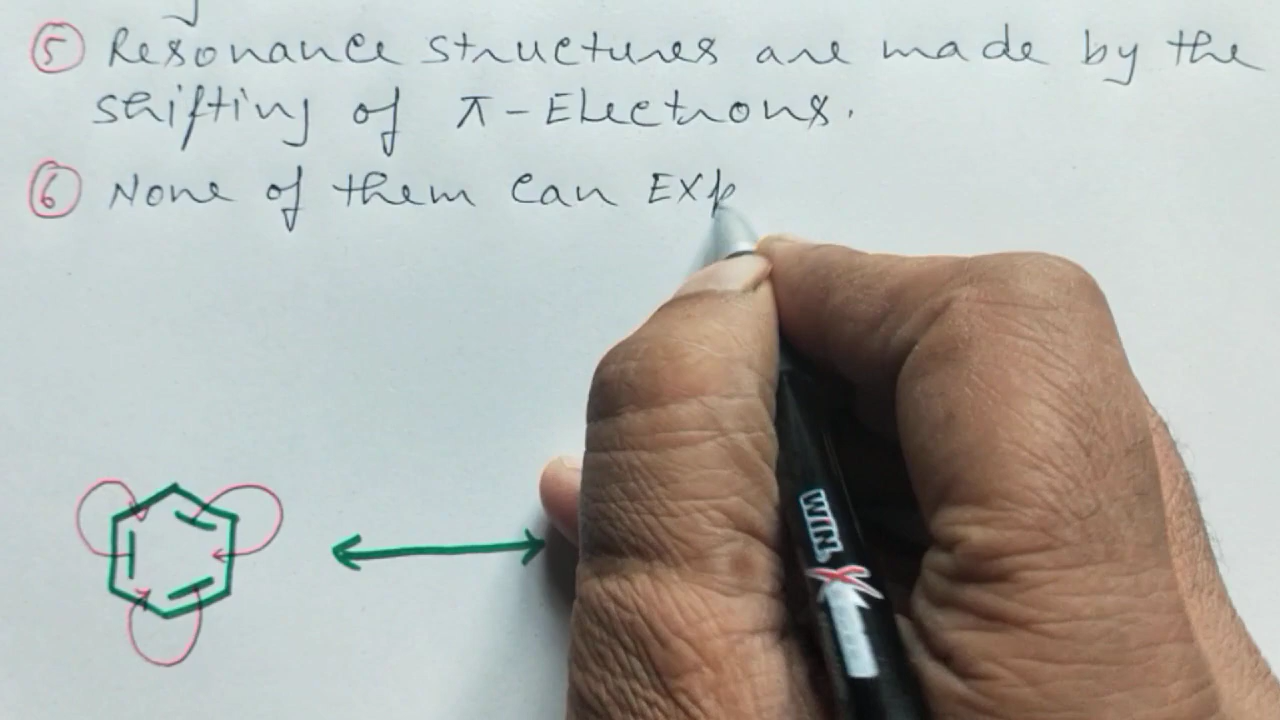 ⑤ Resonance structures are made by the
shifting of π-Electrons.
⑥ None of them can Exp
WIN X